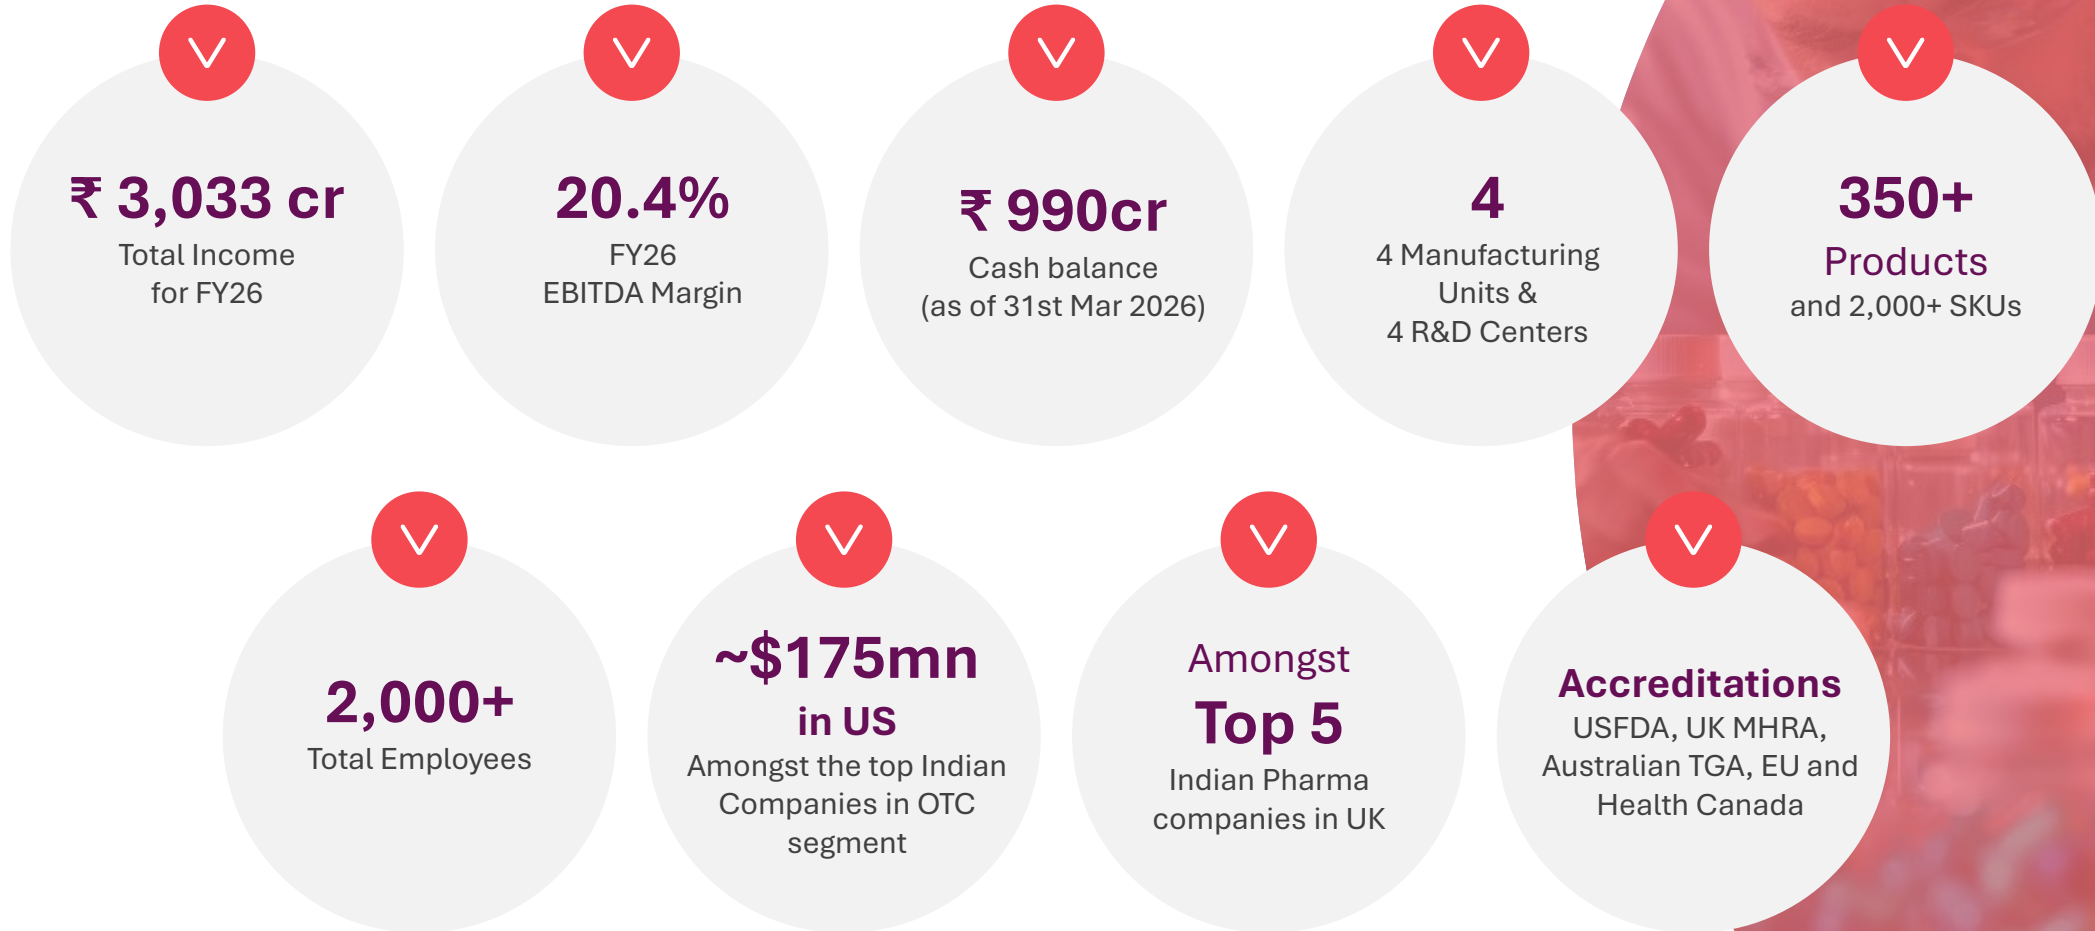 ₹ 3,033 cr
Total Income
for FY26
20.4%
FY26
EBITDA Margin
₹ 990cr
Cash balance
(as of 31st Mar 2026)
4
4 Manufacturing
Units &
4 R&D Centers
350+
Products
and 2,000+ SKUs
2,000+
Total Employees
~$175mn
in US
Amongst the top Indian
Companies in OTC
segment
Amongst
Top 5
Indian Pharma
companies in UK
Accreditations
USFDA, UK MHRA,
Australian TGA, EU and
Health Canada